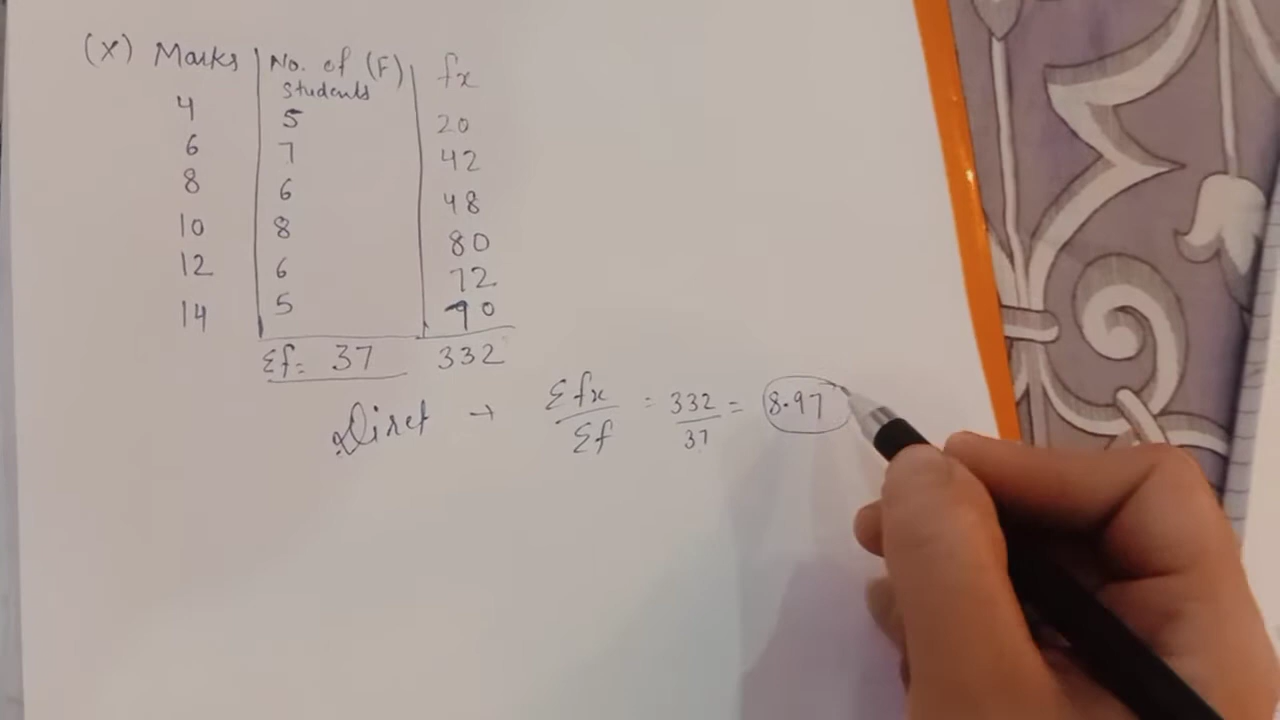 (X) Marks No. of (F) students fx
4 5 20
6 7 42
8 6 48
10 8 80
12 6 72
14 5 90
Σf= 37 332
Dirct → Σfx/Σf = 332/37 = 8.97